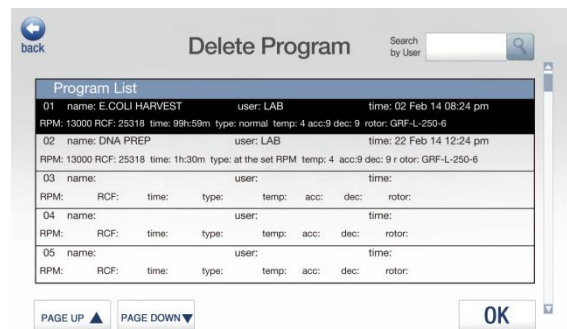 back
Delete Program
Search
by User
Program List
01 name: E.COLI HARVEST user: LAB time: 02 Feb 14 08:24 pm
RPM: 13000 RCF: 25318 time: 99h:59m type: normal temp: 4 acc:9 dec: 9 rotor: GRF-L-250-6
02 name: DNA PREP user: LAB time: 22 Feb 14 12:24 pm
RPM: 13000 RCF: 25318 time: 1h:30m type: at the set RPM temp: 4 acc:9 dec: 9 r otor: GRF-L-250-6
03 name: user: time:
RPM: RCF: time: type: temp: acc: dec: rotor:
04 name: user: time:
RPM: RCF: time: type: temp: acc: dec: rotor:
05 name: user: time:
RPM: RCF: time: type: temp: acc: dec: rotor:
PAGE UP PAGE DOWN OK